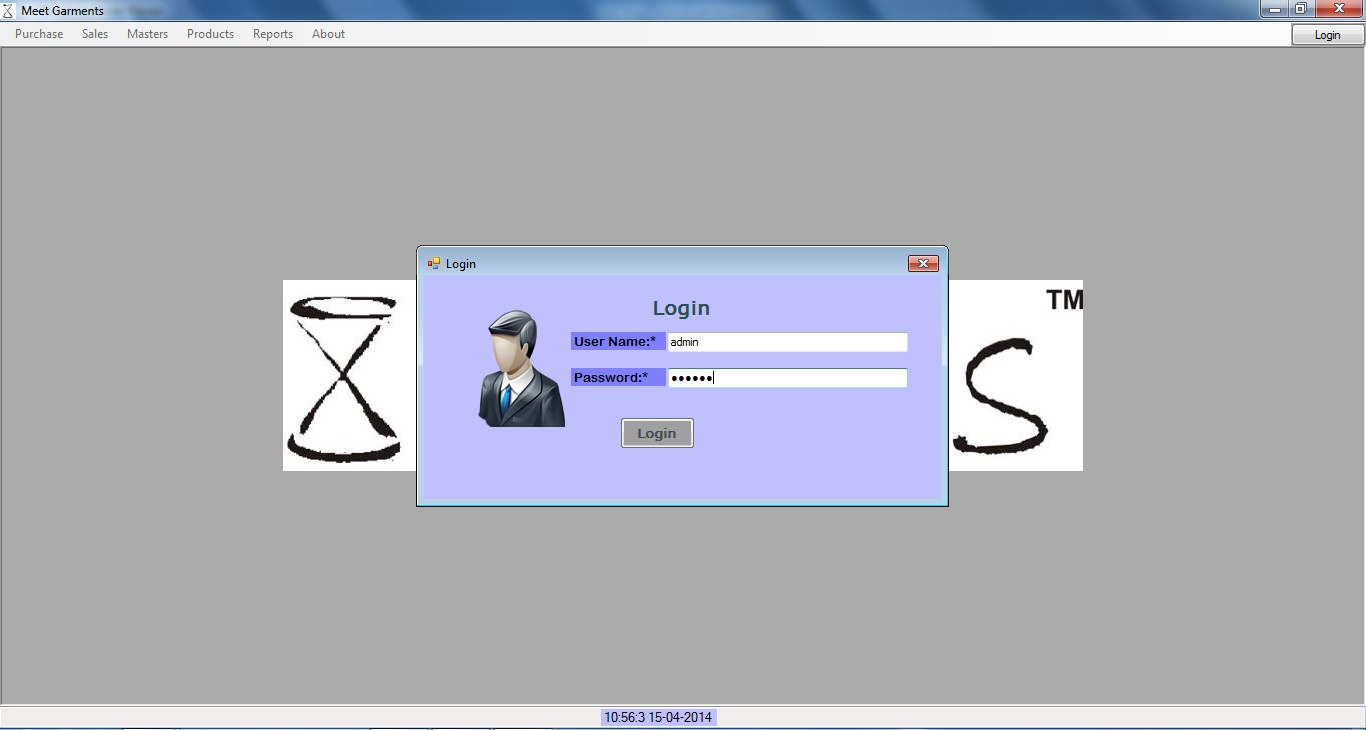 Meet Garments
Purchase Sales Masters Products Reports About Login
Login
TM
Login
User Name:* admin
Password:* ••••••
S
Login
10:56:3 15-04-2014